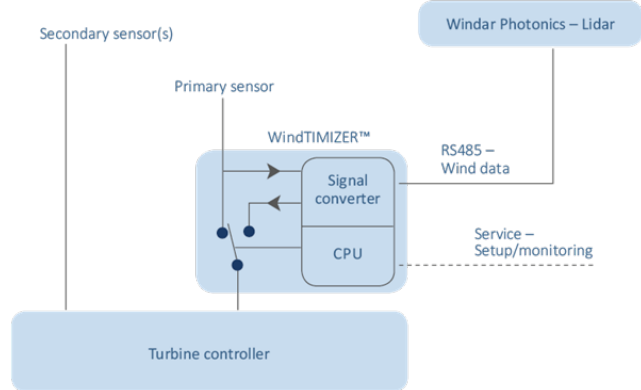 Windar Photonics – Lidar
Secondary sensor(s)
Primary sensor
WindTIMIZER™
RS485 –
Wind data
Signal
converter
Service –
Setup/monitoring
CPU
Turbine controller